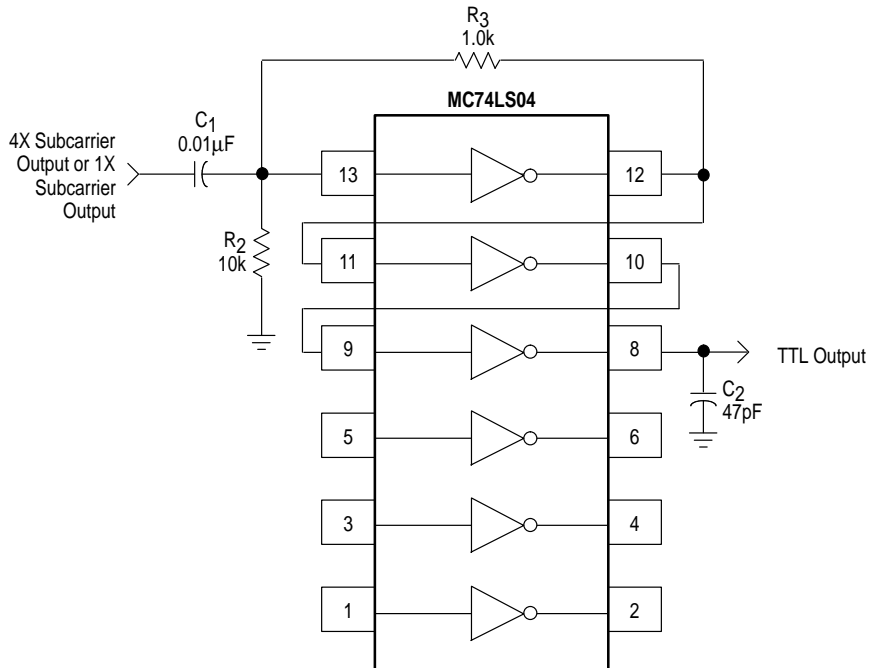 R3
1.0k
MC74LS04
C1
0.01µF
4X Subcarrier
Output or 1X
Subcarrier
Output
13
12
R2
10k
11
10
9
8
TTL Output
C2
47pF
5
6
3
4
1
2